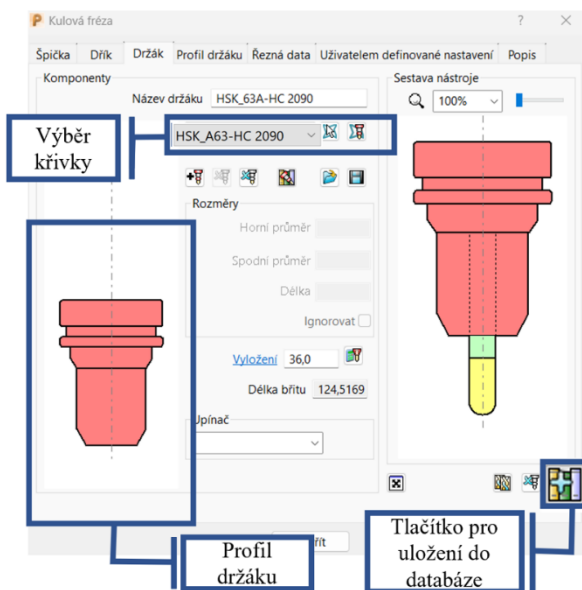 Kulová fréza
?
Špička Dřík Držák Profil držáku Řezná data Uživatelem definované nastavení Popis
Komponenty
Sestava nástroje
Název držáku HSK_63A-HC 2090
100%
Výběr
křivky
HSK_A63-HC 2090
Rozměry
Horní průměr
Spodní průměr
Délka
Ignorovat
Vyložení 36,0
Délka břitu 124,5169
Upínač
Profil
držáku
Tlačítko pro
uložení do
databáze